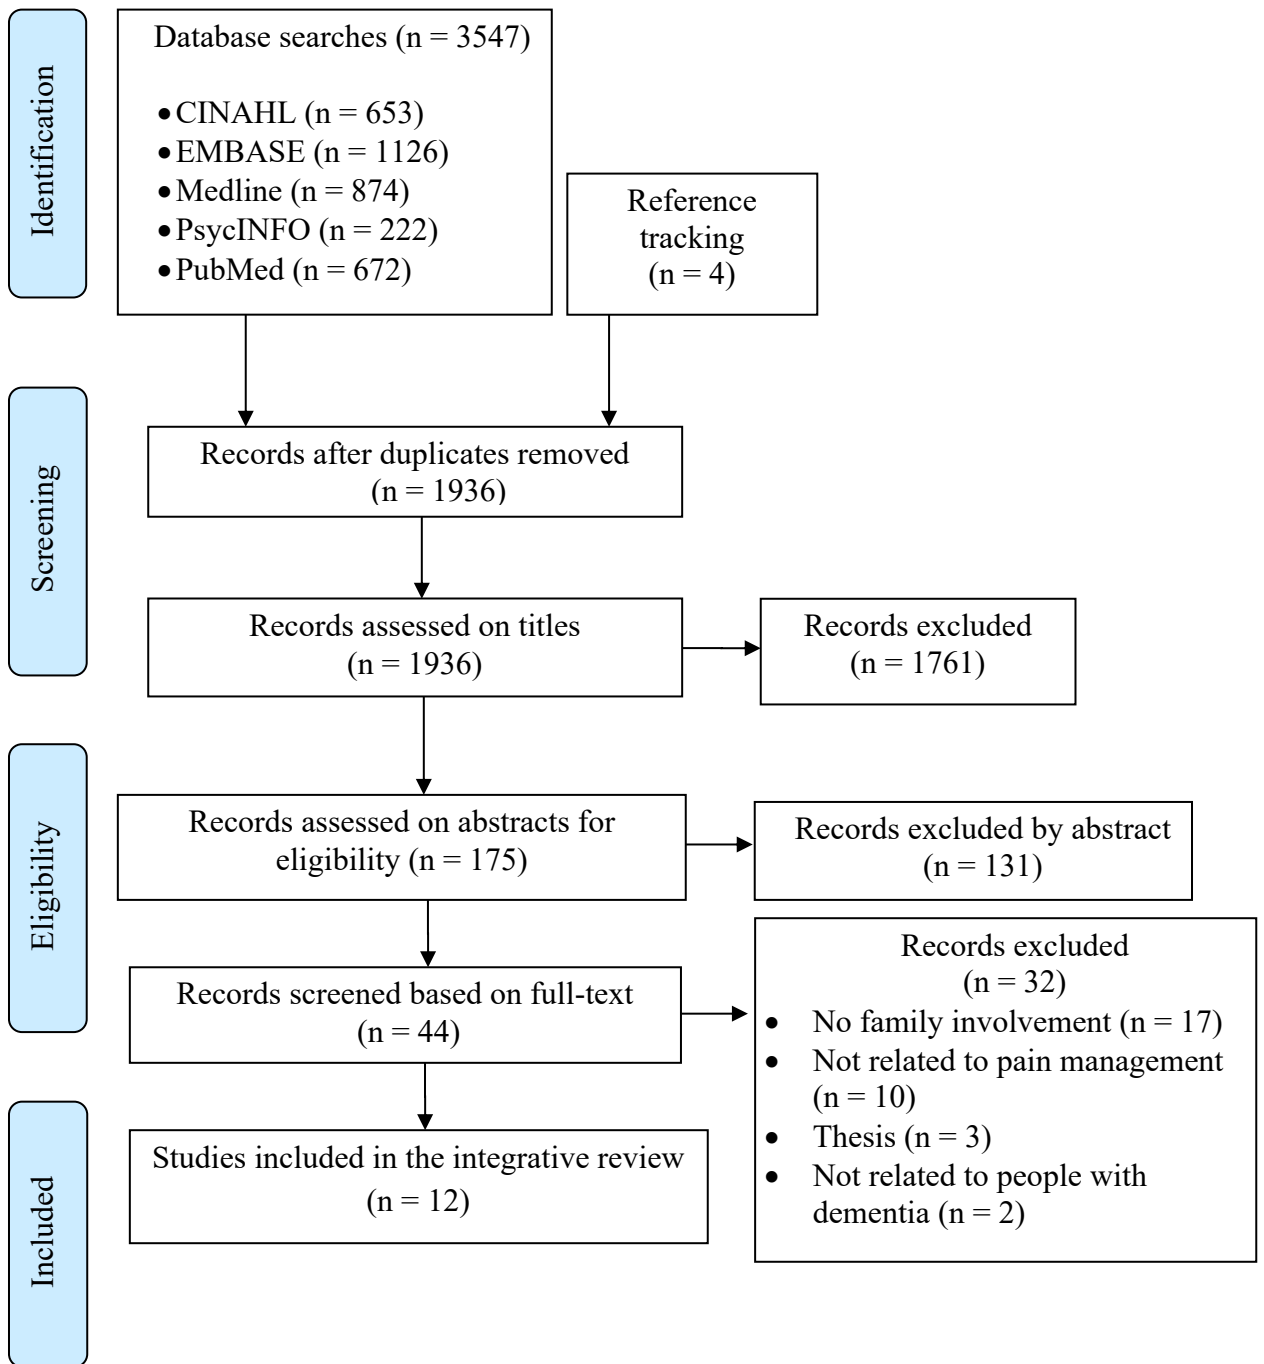 Identification
Database searches (n = 3547)
•CINAHL (n = 653)
•EMBASE (n = 1126)
•Medline (n = 874)
•PsycINFO (n = 222)
•PubMed (n = 672)
Reference
tracking
(n = 4)
Screening
Records after duplicates removed
(n = 1936)
Records assessed on titles
(n = 1936)
Records excluded
(n = 1761)
Eligibility
Records assessed on abstracts for
eligibility (n = 175)
Records excluded by abstract
(n = 131)
Records screened based on full-text
(n = 44)
Records excluded
(n = 32)
• No family involvement (n = 17)
• Not related to pain management
(n = 10)
• Thesis (n = 3)
• Not related to people with
dementia (n = 2)
Included
Studies included in the integrative review
(n = 12)